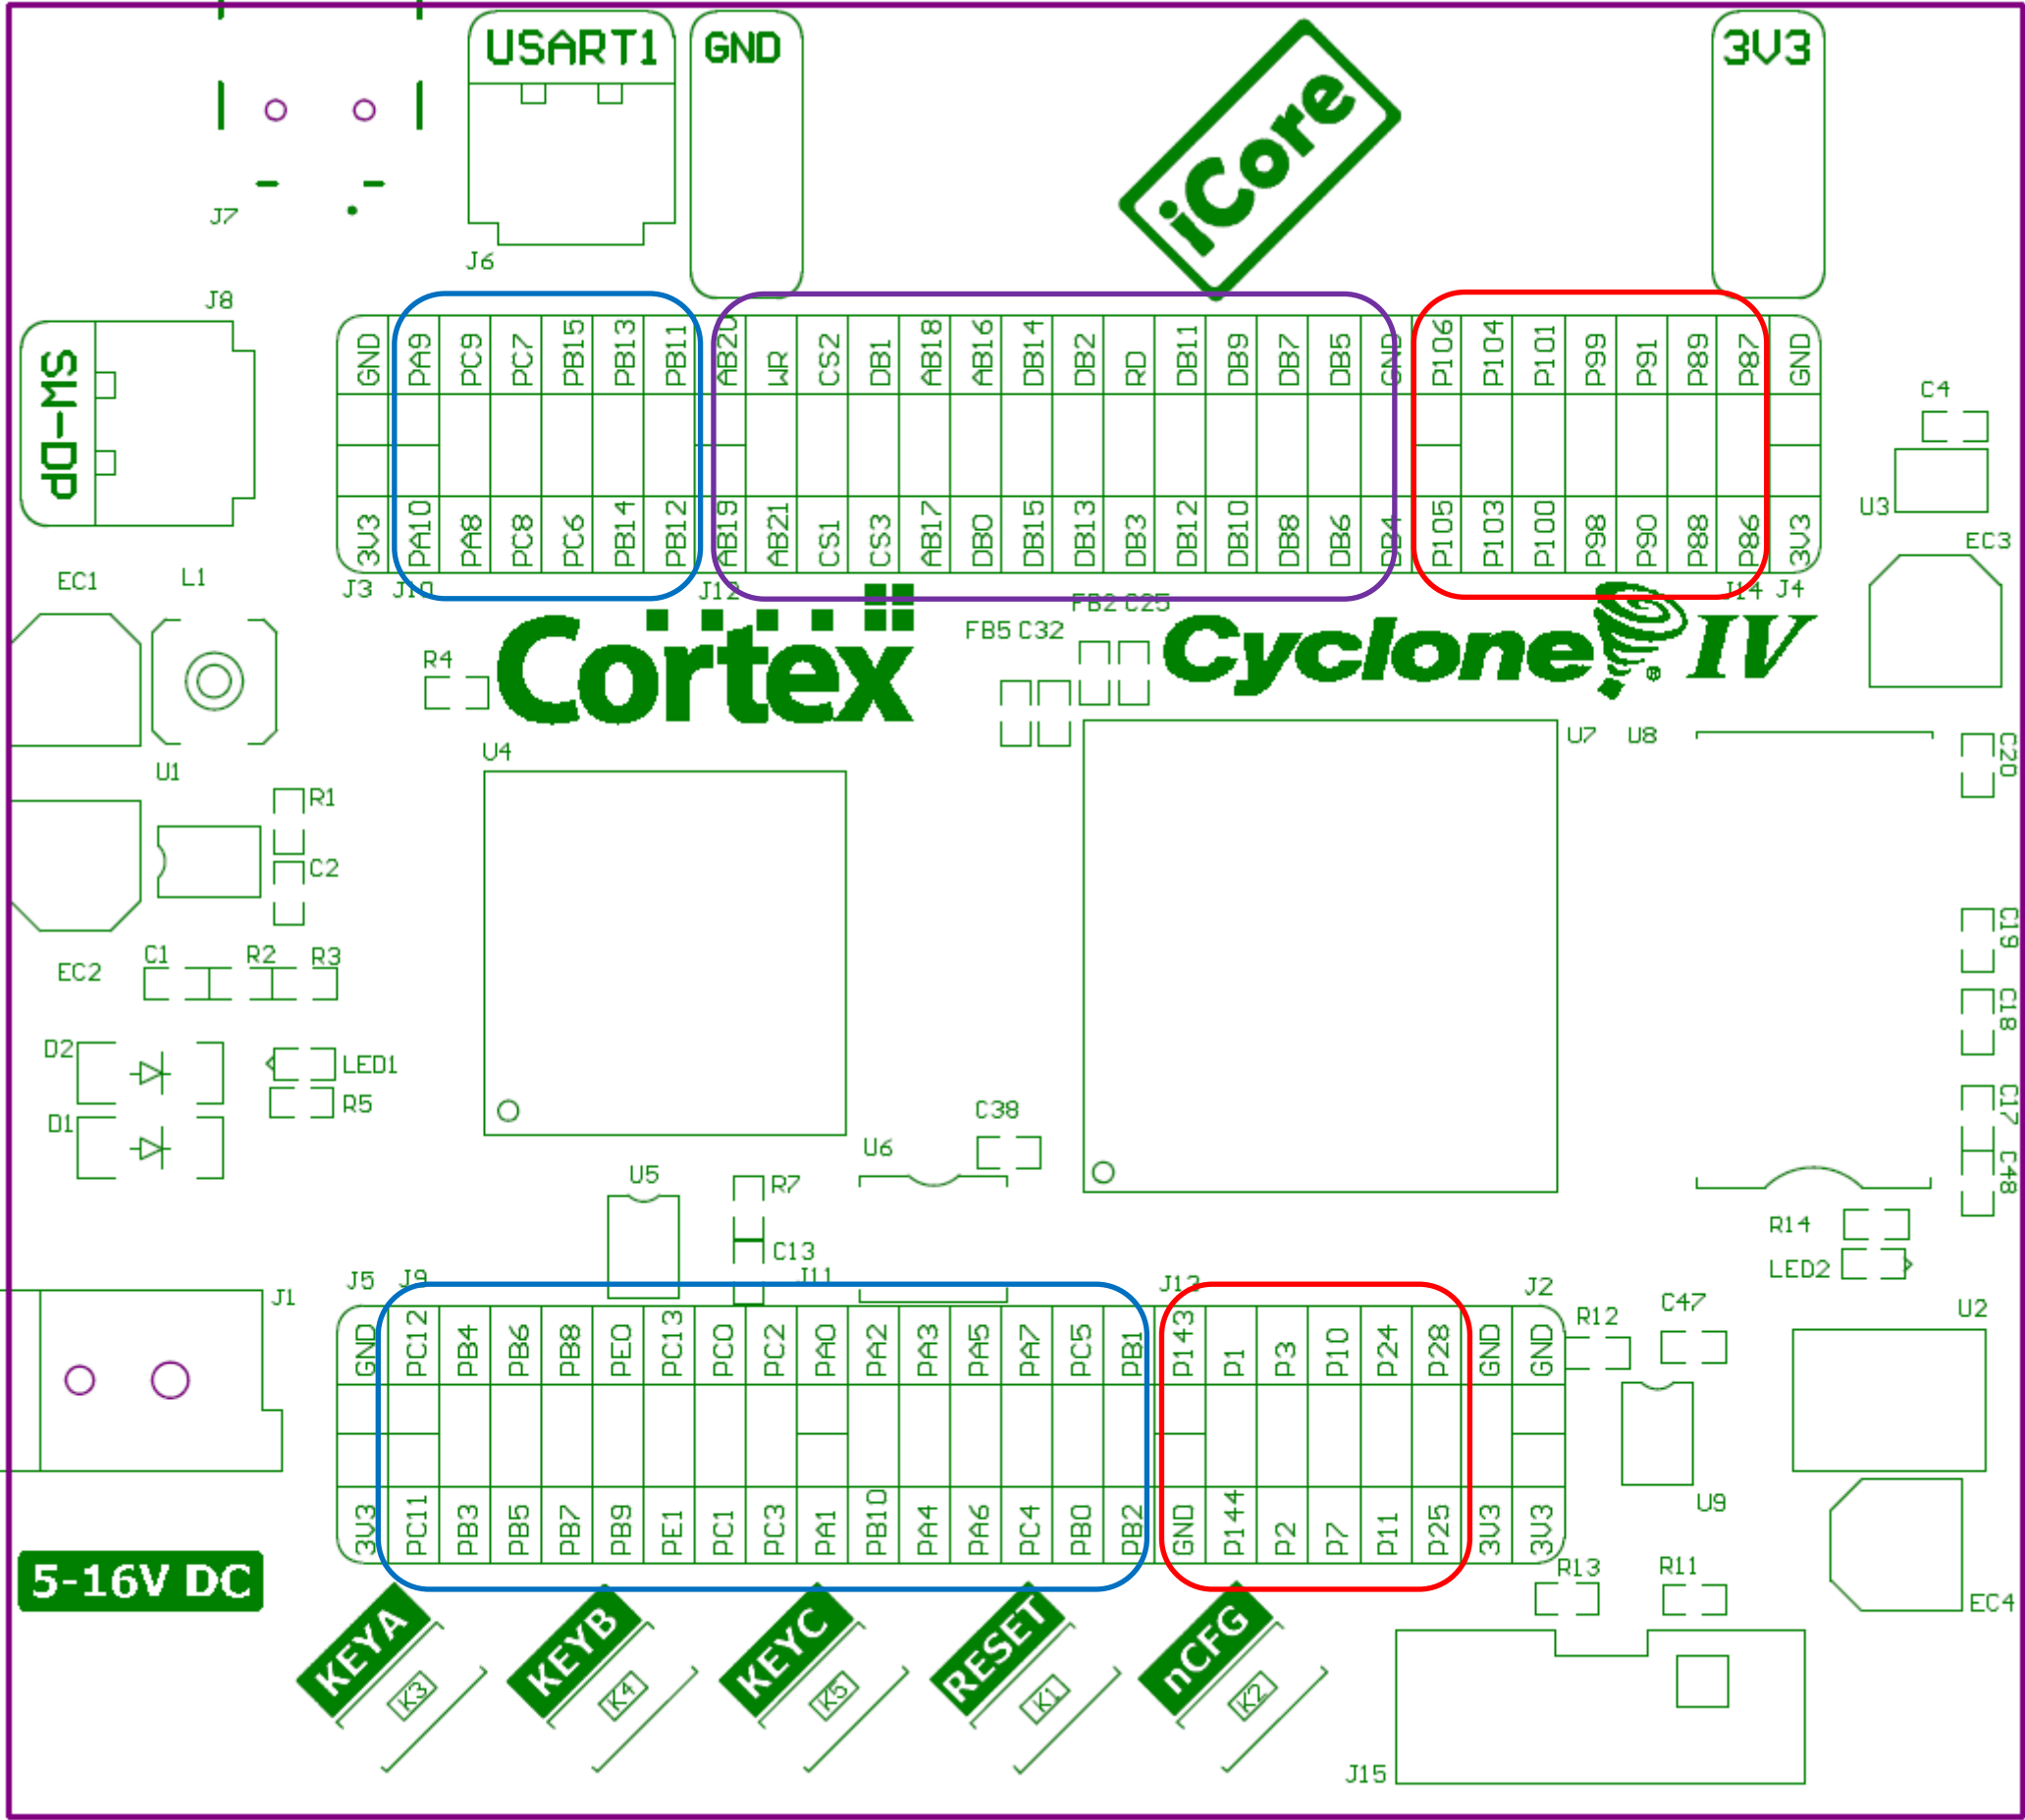 USART1 GND 3V3
iCore
J7
J6
J8
SW-DP
GND PA9 PC9 PC7 PB15 PB13 PB11 AB20 WR CS2 DB1 AB18 AB16 DB14 DB2 RD DB11 DB9 DB7 DB5 GND P106 P104 P101 P99 P91 P89 P87 GND
3V3 PA10 PA8 PC8 PC6 PB14 PB12 AB19 AB21 CS1 CS3 AB17 DB0 DB15 DB13 DB3 DB12 DB10 DB8 DB6 DB4 P105 P103 P100 P98 P90 P88 P86 3V3
C4
U3
EC3
J3 J10 J12 J14 J4
EC1 L1
FB5 C32 FB2 C25
R4
Cortex
Cyclone ® IV
U1
U4
U7 U8
C20
R1
C2
C19
EC2 C1 R2 R3
C18
D2
LED1
R5
D1
C38
U6
C17
C48
U5
R7
C13
R14
LED2
J1
J5 J9 J11 J13 J2
R12 C47 U2
GND PC12 PB4 PB6 PB8 PE0 PC13 PC0 PC2 PA0 PA2 PA3 PA5 PA7 PC5 PB1 P143 P1 P3 P10 P24 P28 GND GND
3V3 PC11 PB3 PB5 PB7 PB9 PE1 PC1 PC3 PA1 PB10 PA4 PA6 PC4 PB0 PB2 GND P144 P2 P7 P11 P25 3V3 3V3
U9
5-16V DC
R13 R11
EC4
KEYA KEYB KEYC RESET nCFG
K3 K4 K5 K1 K2
J15